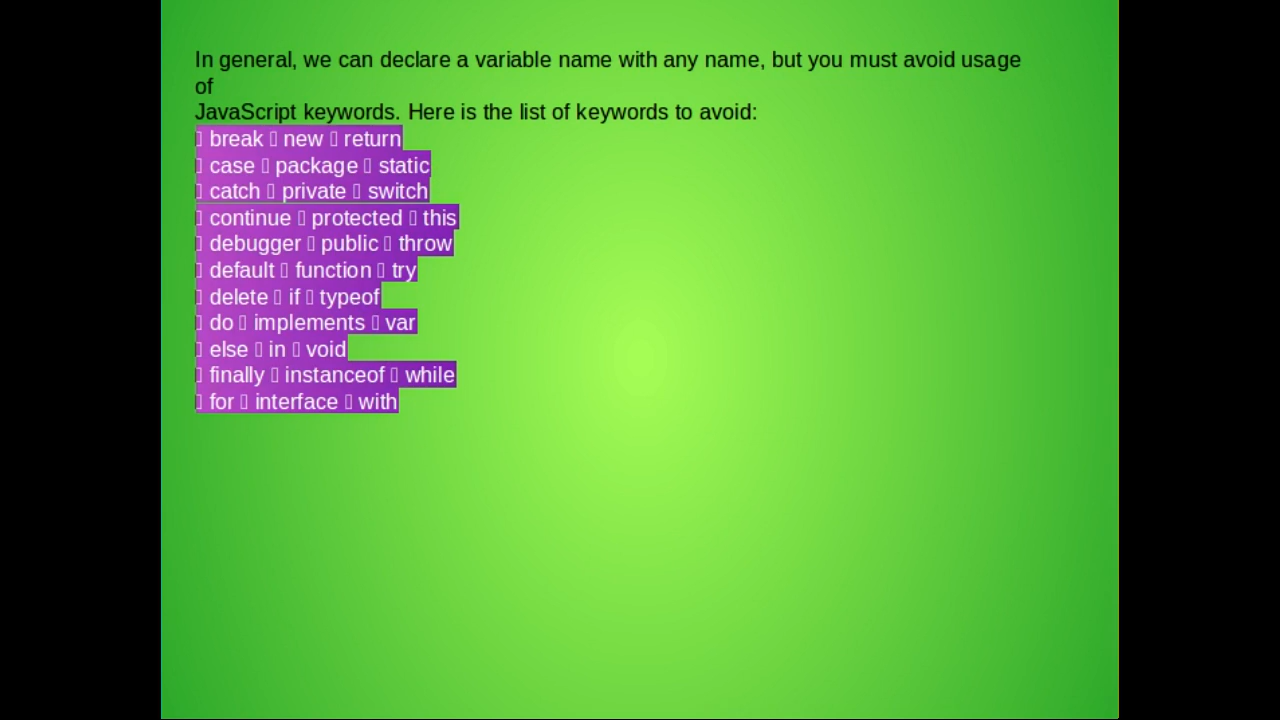 In general, we can declare a variable name with any name, but you must avoid usage
of
JavaScript keywords. Here is the list of keywords to avoid:
▯ break ▯ new ▯ return
▯ case ▯ package ▯ static
▯ catch ▯ private ▯ switch
▯ continue ▯ protected ▯ this
▯ debugger ▯ public ▯ throw
▯ default ▯ function ▯ try
▯ delete ▯ if ▯ typeof
▯ do ▯ implements ▯ var
▯ else ▯ in ▯ void
▯ finally ▯ instanceof ▯ while
▯ for ▯ interface ▯ with